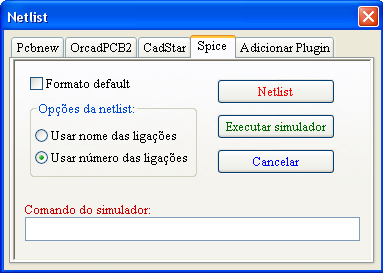 Netlist
Pcbnew OrcadPCB2 CadStar Spice Adicionar Plugin
Formato default
Opções da netlist:
Usar nome das ligações
Usar número das ligações
Netlist
Executar simulador
Cancelar
Comando do simulador: